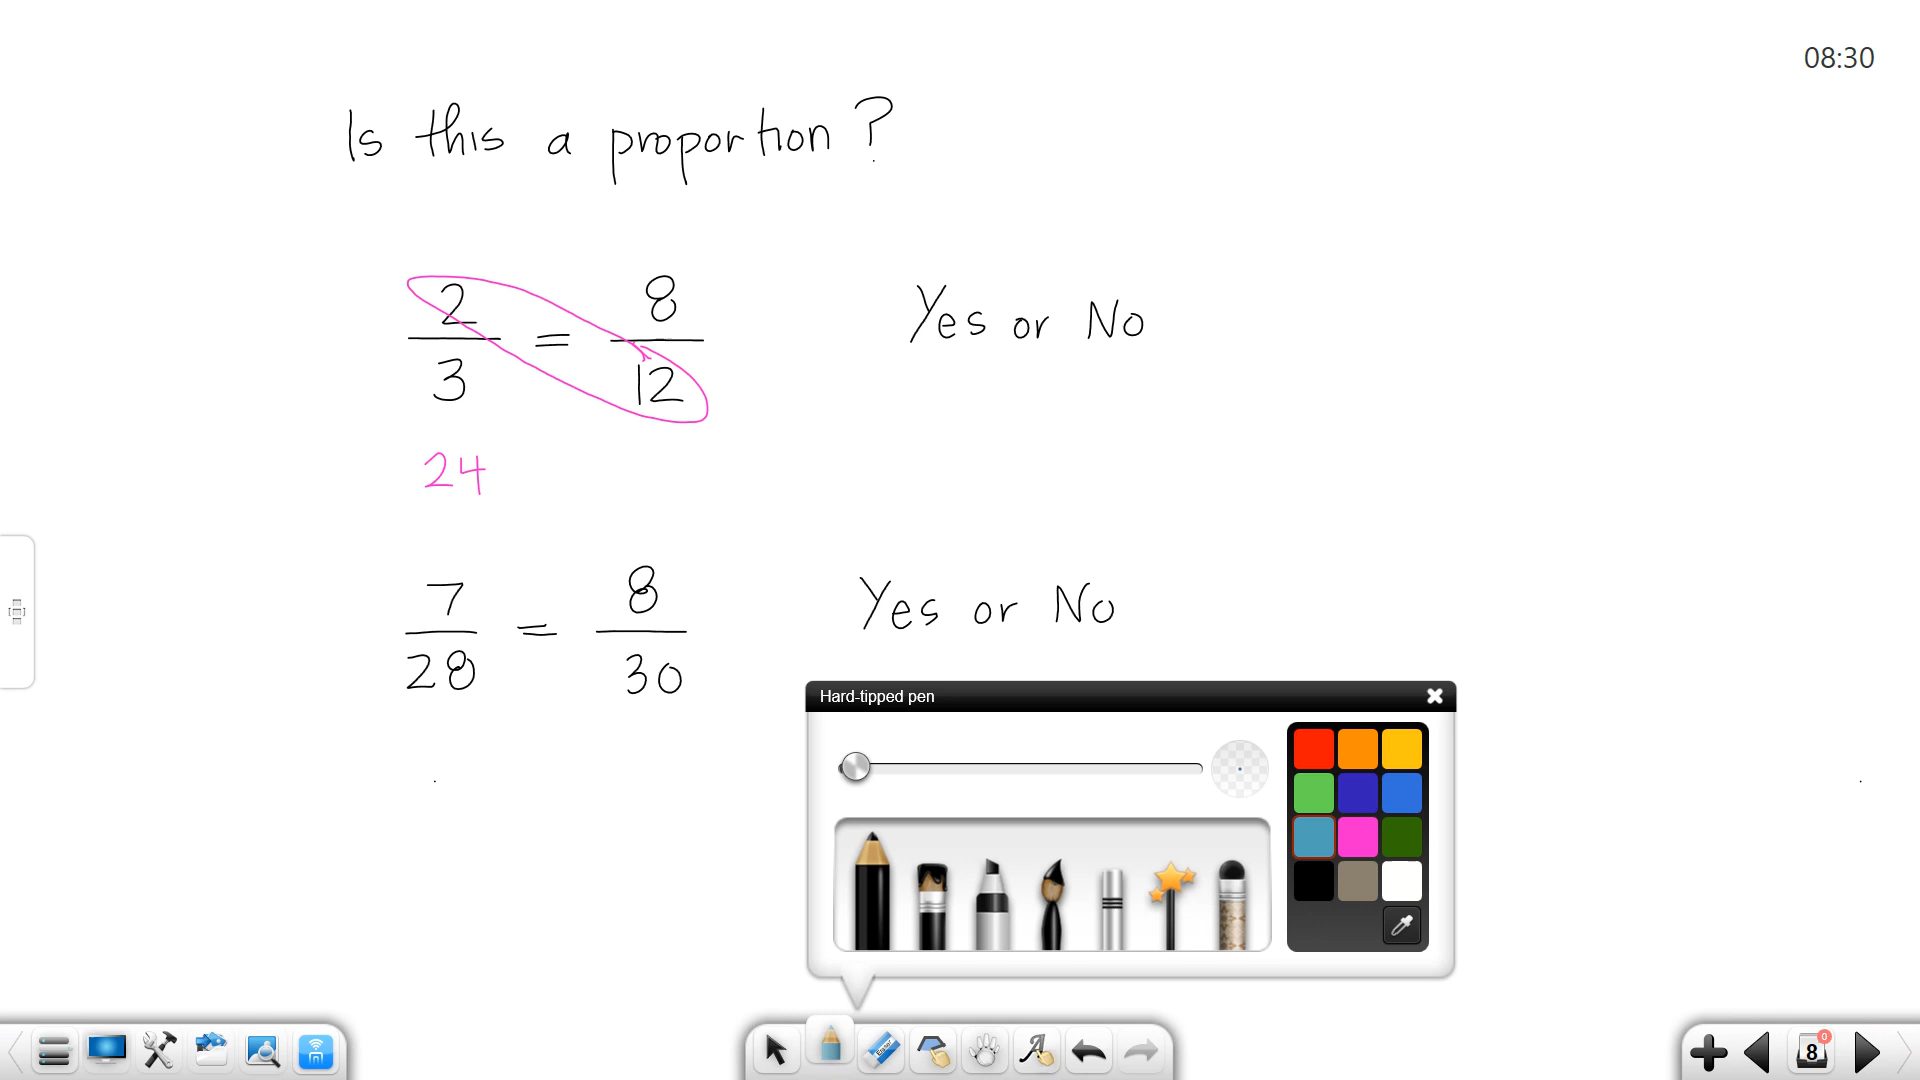 08:30
Is this a proportion?
2/3 = 8/12 Yes or No
24
7/28 = 8/30 Yes or No
Hard-tipped pen
Eraser
A
8
0